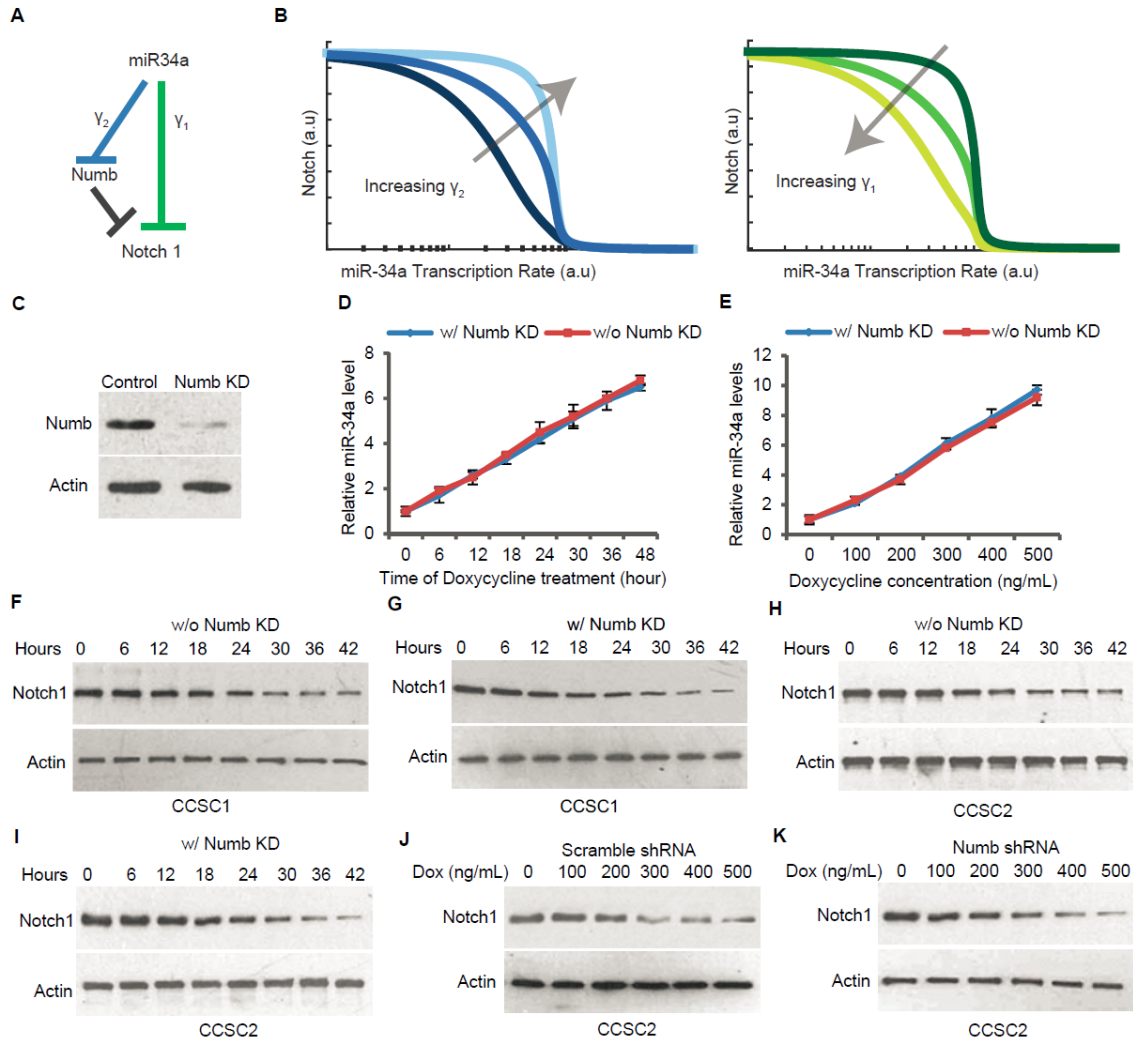 A
miR34a
γ2
γ1
Numb
Notch 1
B
Notch (a.u)
Increasing γ2
miR-34a Transcription Rate (a.u)
Notch (a.u)
Increasing γ1
miR-34a Transcription Rate (a.u)
C
Control Numb KD
Numb
Actin
D
w/ Numb KD w/o Numb KD
Relative miR-34a level
8
6
4
2
0
0 6 12 18 24 30 36 48
Time of Doxycycline treatment (hour)
E
w/ Numb KD w/o Numb KD
Relative miR-34a levels
12
10
8
6
4
2
0
0 100 200 300 400 500
Doxycycline concentration (ng/mL)
F
w/o Numb KD
Hours 0 6 12 18 24 30 36 42
Notch1
Actin
CCSC1
G
w/ Numb KD
Hours 0 6 12 18 24 30 36 42
Notch1
Actin
CCSC1
H
w/o Numb KD
Hours 0 6 12 18 24 30 36 42
Notch1
Actin
CCSC2
I
w/ Numb KD
Hours 0 6 12 18 24 30 36 42
Notch1
Actin
CCSC2
J
Scramble shRNA
Dox (ng/mL) 0 100 200 300 400 500
Notch1
Actin
CCSC2
K
Numb shRNA
Dox (ng/mL) 0 100 200 300 400 500
Notch1
Actin
CCSC2